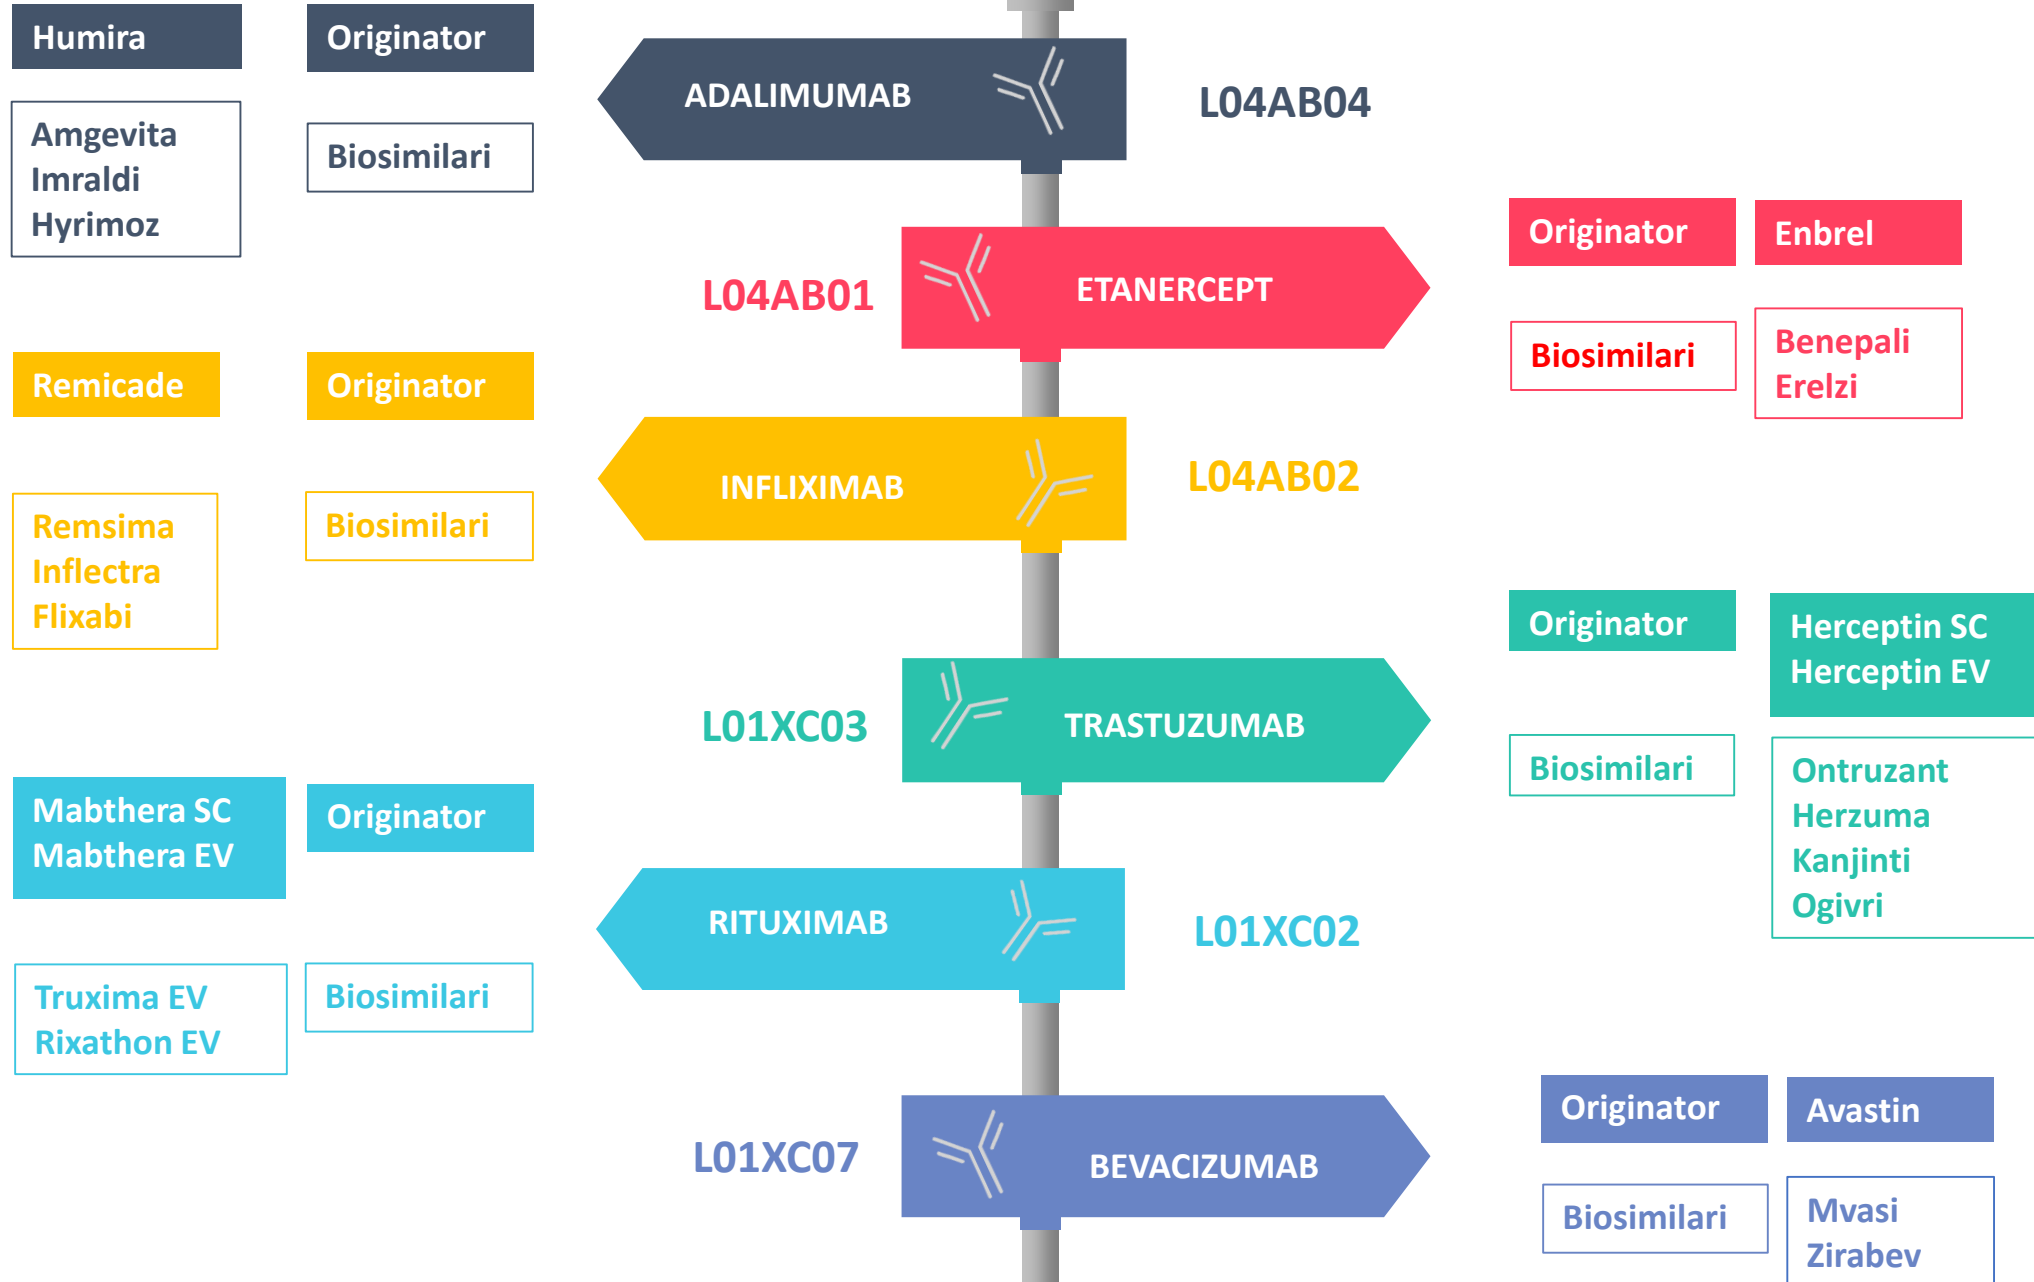 Humira
Originator
ADALIMUMAB
L04AB04
Amgevita
Imraldi
Hyrimoz
Biosimilari
L04AB01
ETANERCEPT
Originator
Enbrel
Biosimilari
Benepali
Erelzi
Remicade
Originator
INFLIXIMAB
L04AB02
Remsima
Inflectra
Flixabi
Biosimilari
L01XC03
TRASTUZUMAB
Originator
Herceptin SC
Herceptin EV
Biosimilari
Ontruzant
Herzuma
Kanjinti
Ogivri
Mabthera SC
Mabthera EV
Originator
RITUXIMAB
L01XC02
Truxima EV
Rixathon EV
Biosimilari
L01XC07
BEVACIZUMAB
Originator
Avastin
Biosimilari
Mvasi
Zirabev